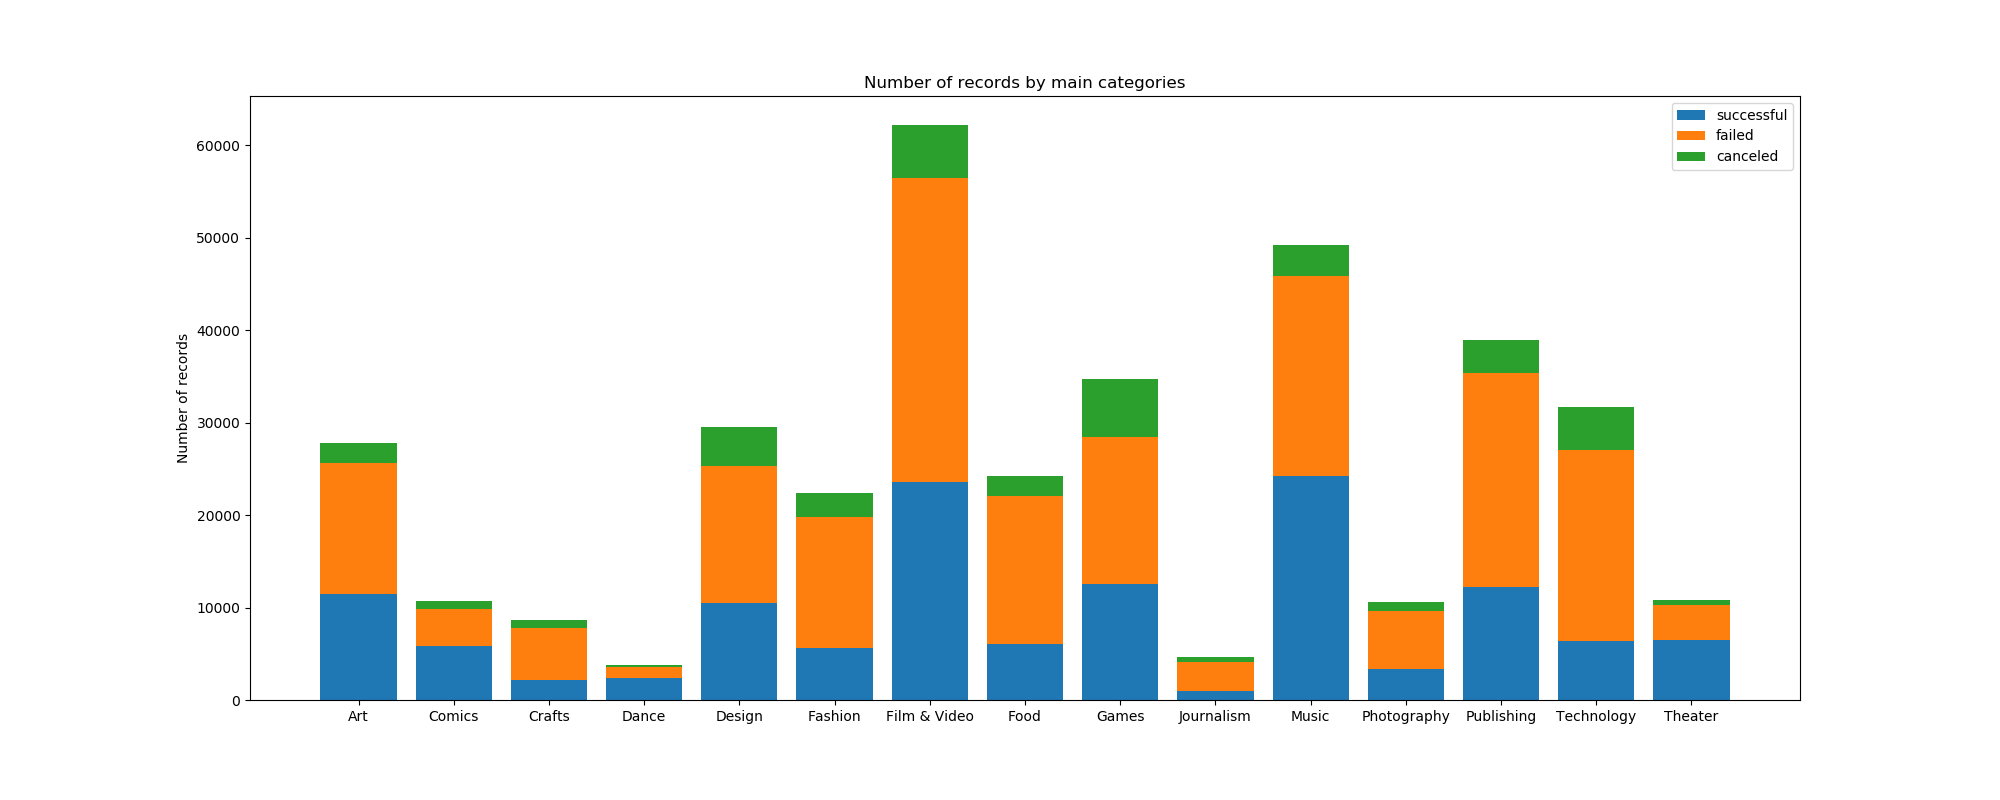 Number of records by main categories
successful
failed
canceled
Number of records
60000
50000
40000
30000
20000
10000
0
Art Comics Crafts Dance Design Fashion Film & Video Food Games Journalism Music Photography Publishing Technology Theater